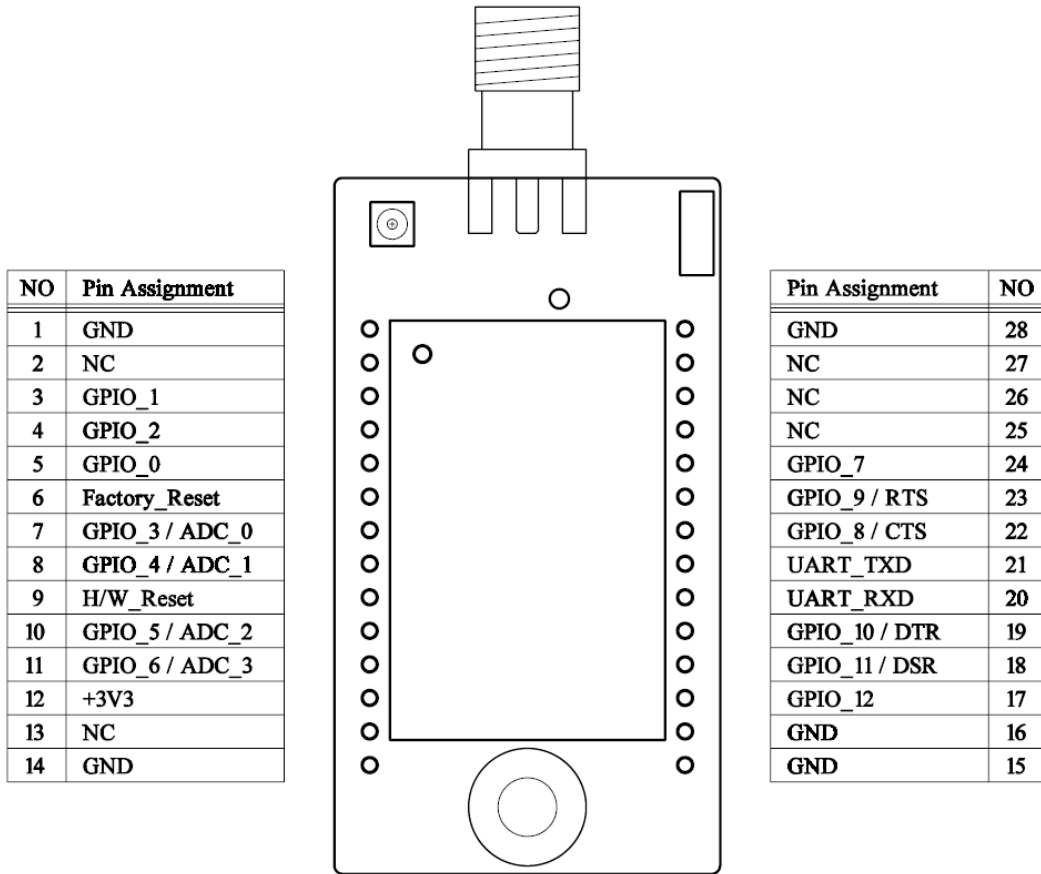 NO Pin Assignment
1 GND
2 NC
3 GPIO_1
4 GPIO_2
5 GPIO_0
6 Factory_Reset
7 GPIO_3 / ADC_0
8 GPIO_4 / ADC_1
9 H/W_Reset
10 GPIO_5 / ADC_2
11 GPIO_6 / ADC_3
12 +3V3
13 NC
14 GND
Pin Assignment NO
GND 28
NC 27
NC 26
NC 25
GPIO_7 24
GPIO_9 / RTS 23
GPIO_8 / CTS 22
UART_TXD 21
UART_RXD 20
GPIO_10 / DTR 19
GPIO_11 / DSR 18
GPIO_12 17
GND 16
GND 15